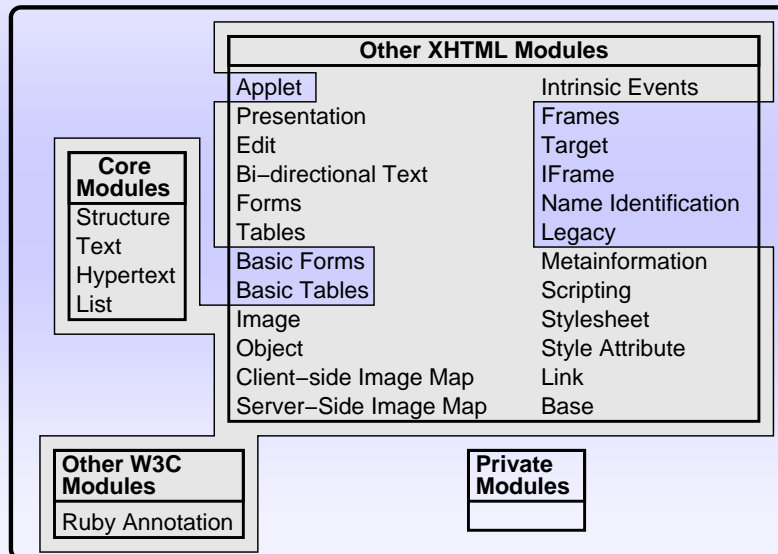 Other XHTML Modules
Applet
Presentation
Edit
Bi−directional Text
Forms
Tables
Basic Forms
Basic Tables
Image
Object
Client−side Image Map
Server−Side Image Map
Intrinsic Events
Frames
Target
IFrame
Name Identification
Legacy
Metainformation
Scripting
Stylesheet
Style Attribute
Link
Base
Core
Modules
Structure
Text
Hypertext
List
Other W3C
Modules
Ruby Annotation
Private
Modules